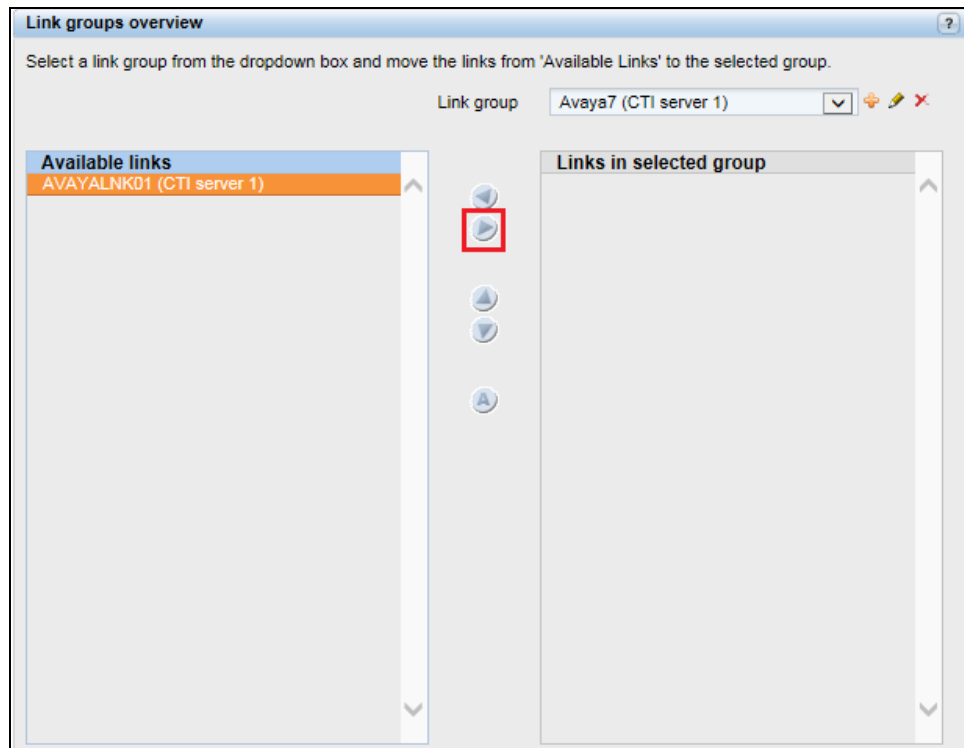 Link groups overview
?
Select a link group from the dropdown box and move the links from 'Available Links' to the selected group.
Link group Avaya7 (CTI server 1)
Available links
AVAYALNK01 (CTI server 1)
Links in selected group
A